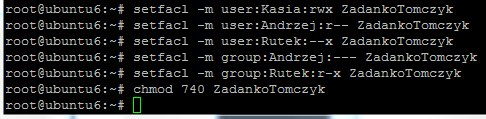 root@ubuntu6:~# setfacl -m user:Kasia:rwx ZadankoTomczyk
root@ubuntu6:~# setfacl -m user:Andrzej:r-- ZadankoTomczyk
root@ubuntu6:~# setfacl -m user:Rutek:--x ZadankoTomczyk
root@ubuntu6:~# setfacl -m group:Andrzej:--- ZadankoTomczyk
root@ubuntu6:~# setfacl -m group:Rutek:r-x ZadankoTomczyk
root@ubuntu6:~# chmod 740 ZadankoTomczyk
root@ubuntu6:~#